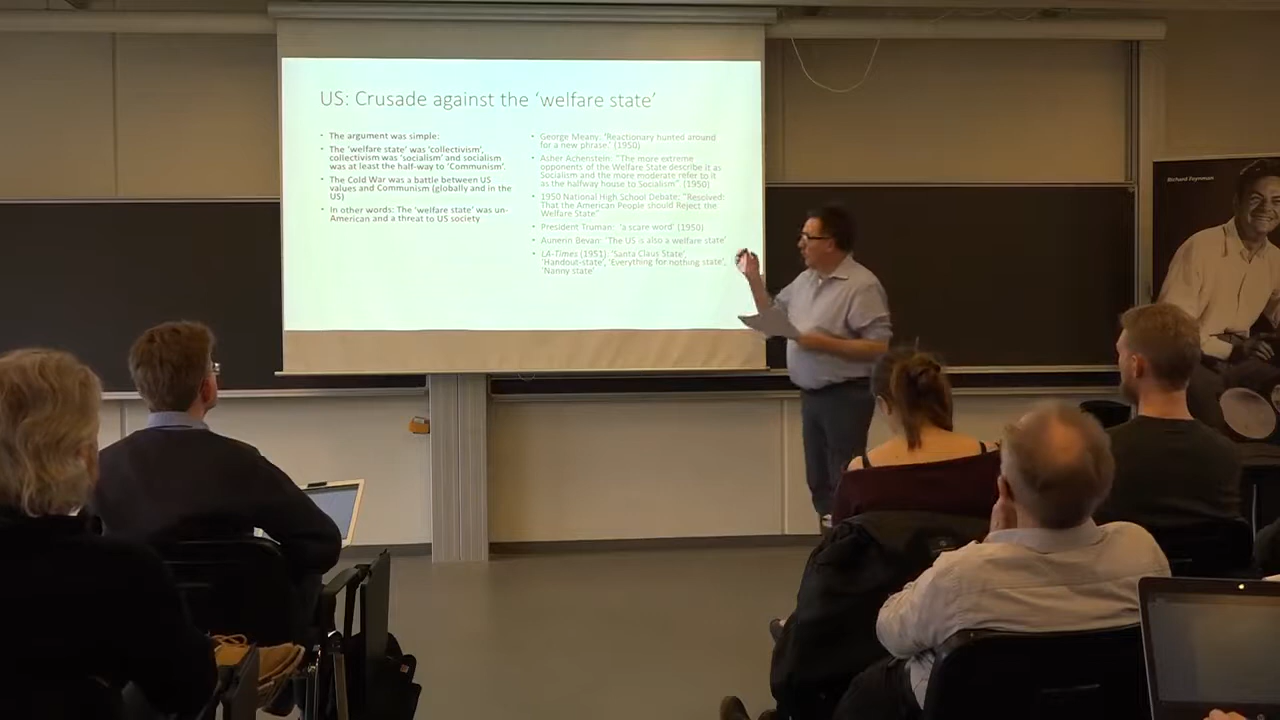 US: Crusade against the ‘welfare state’
• The argument was simple:
• The ‘welfare state’ was ‘collectivism’,
collectivism was ‘socialism’ and socialism
was at least the half-way to ‘Communism’.
• The Cold War was a battle between US
values and Communism (globally and in the
US)
• In other words: The ‘welfare state’ was un-
American and a threat to US society
• George Meany: ‘Reactionary hunted around
for a new phrase.’ (1950)
• Asher Achenstein: “The more extreme
opponents of the Welfare State describe it as
Socialism and the more moderate refer to it
as the halfway house to Socialism”. (1950)
• 1950 National High School Debate: “Resolved:
That the American People should Reject the
Welfare State”
• President Truman: ‘a scare word’ (1950)
• Aunerin Bevan: ‘The US is also a welfare state’
• LA-Times (1951) ‘Santa Claus State’,
‘Handout-state’, ‘Everything for nothing state’,
‘Nanny state’
Richard Feynman